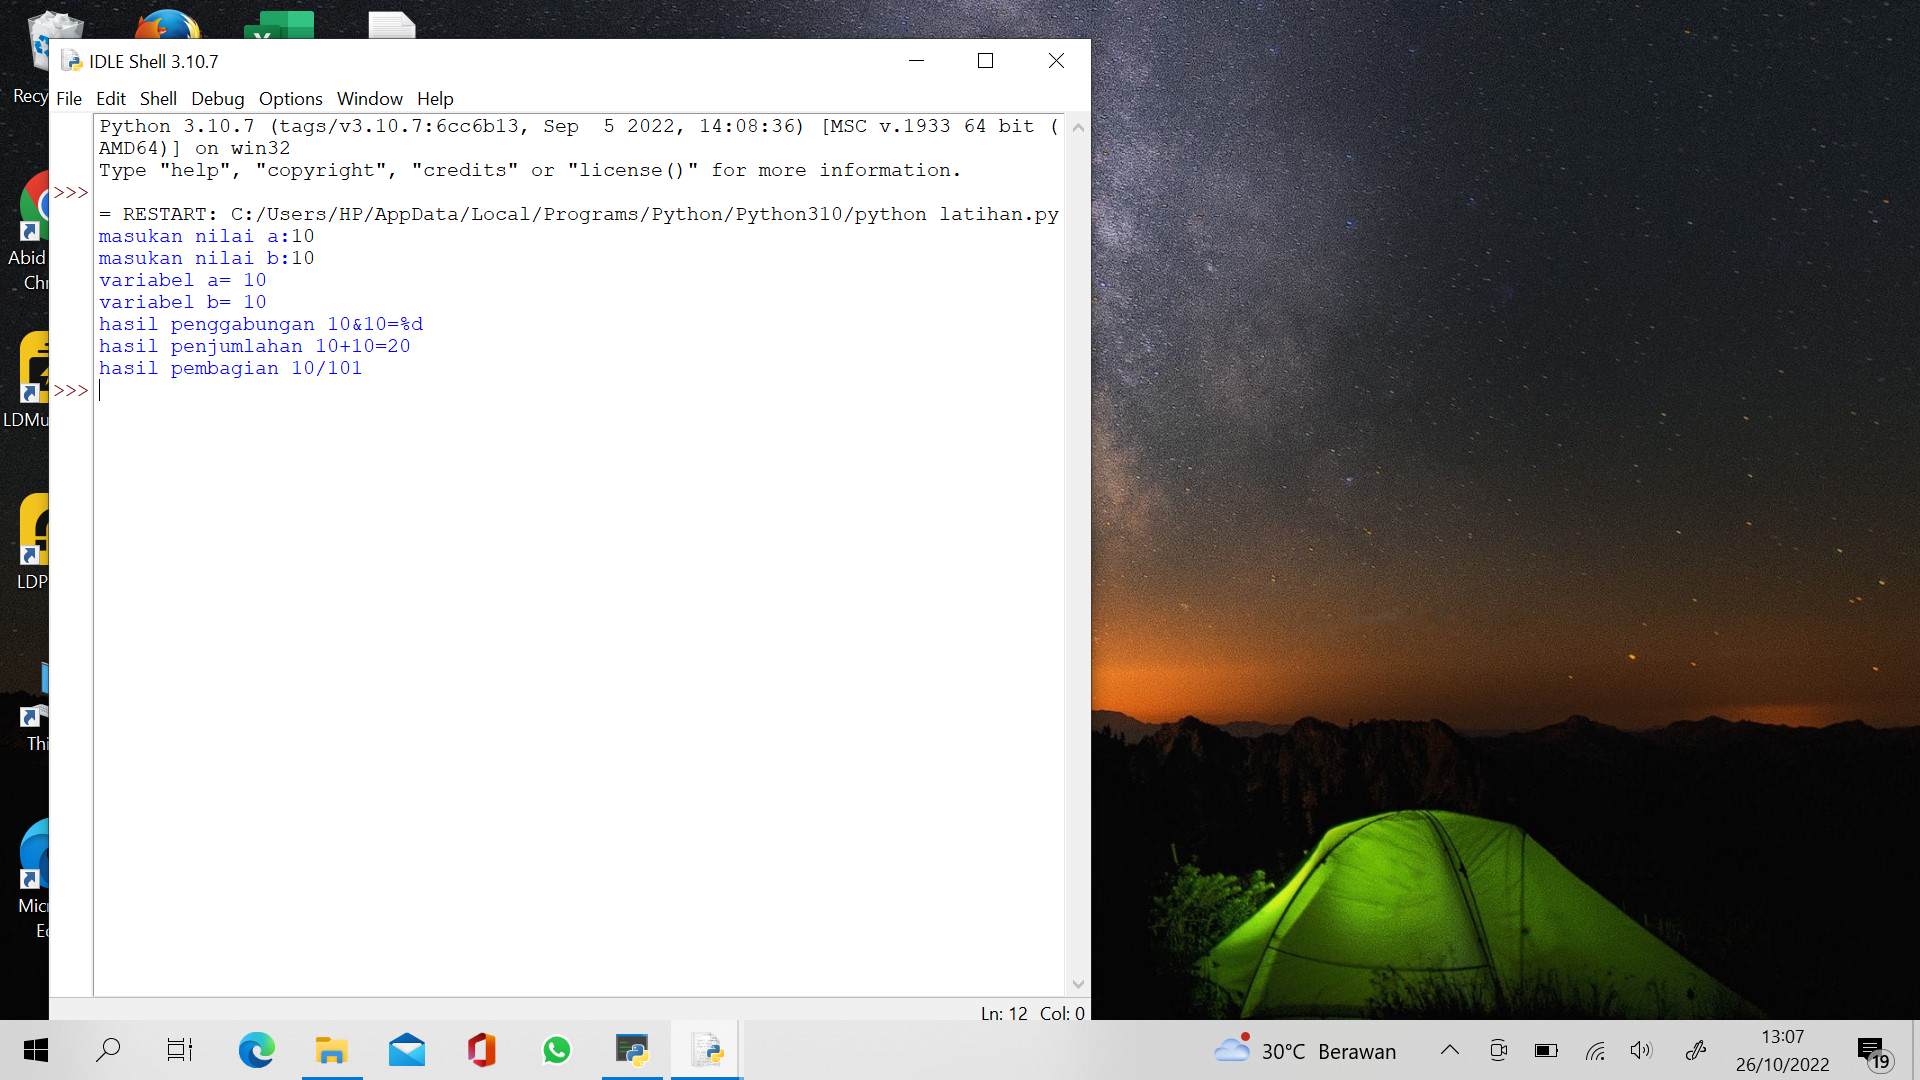 Recy
IDLE Shell 3.10.7
File Edit Shell Debug Options Window Help
Python 3.10.7 (tags/v3.10.7:6cc6b13, Sep  5 2022, 14:08:36) [MSC v.1933 64 bit (
AMD64)] on win32
Type "help", "copyright", "credits" or "license()" for more information.
>>>
= RESTART: C:/Users/HP/AppData/Local/Programs/Python/Python310/python latihan.py
masukan nilai a:10
masukan nilai b:10
variabel a= 10
variabel b= 10
hasil penggabungan 10&10=%d
hasil penjumlahan 10+10=20
hasil pembagian 10/101
>>>
Abid
Chr
LDMu
LDP
Thi
Micr
Ec
Ln: 12 Col: 0
30°C Berawan
13:07
26/10/2022
19